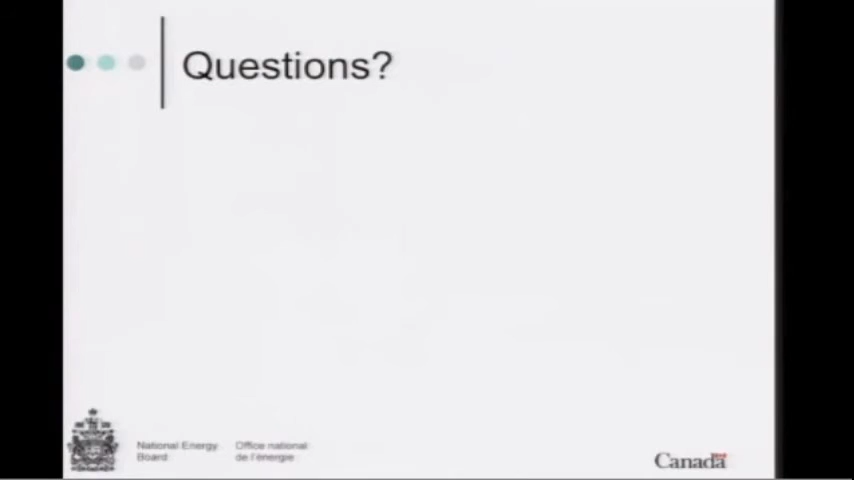 Questions?
National Energy Board
Office national de l'énergie
Canada